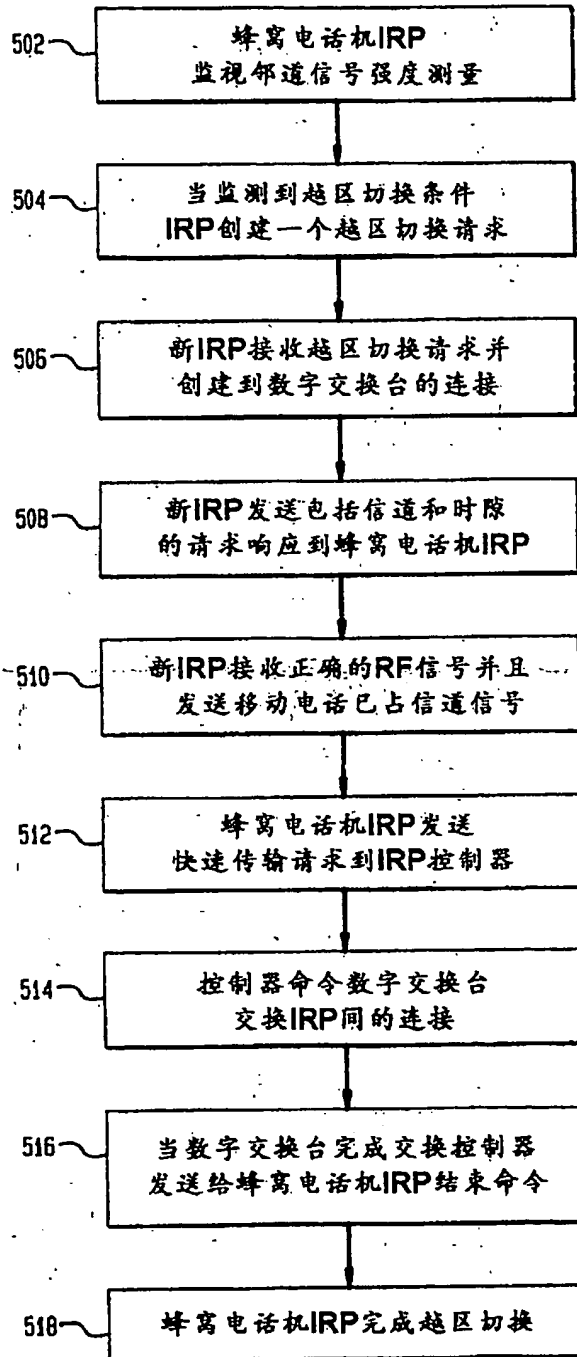 502
蜂窝电话机IRP
监视邻道信号强度测量
504
当监测到越区切换条件
IRP创建一个越区切换请求
506
新IRP接收越区切换请求并
创建到数字交换台的连接
508
新IRP发送包括信道和时隙
的请求响应到蜂窝电话机IRP
510
新IRP接收正确的RF信号并且
发送移动电话已占信道信号
512
蜂窝电话机IRP发送
快速传输请求到IRP控制器
514
控制器命令数字交换台
交换IRP间的连接
516
当数字交换台完成交换控制器
发送给蜂窝电话机IRP结束命令
518
蜂窝电话机IRP完成越区切换